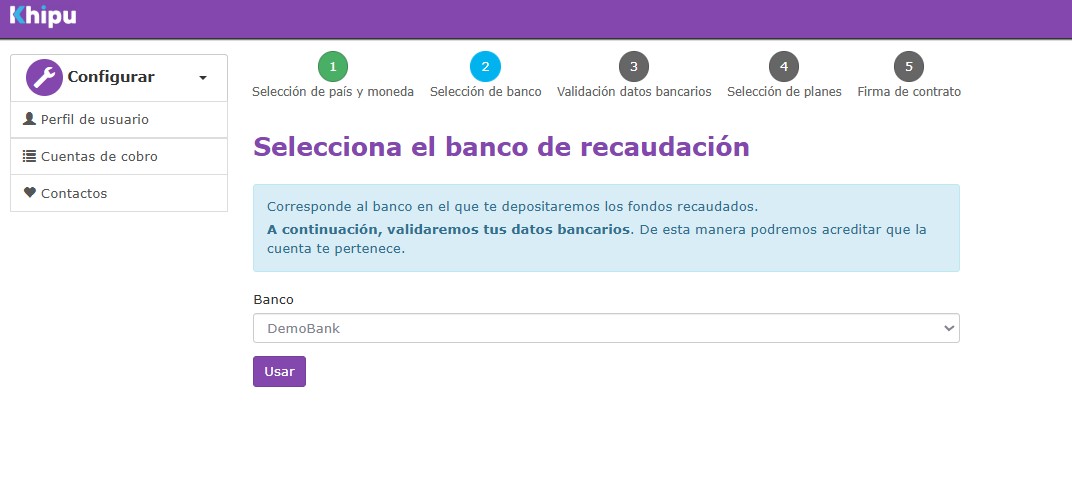 Khipu
Configurar
Perfil de usuario
Cuentas de cobro
Contactos
1
Selección de país y moneda
2
Selección de banco
3
Validación datos bancarios
4
Selección de planes
5
Firma de contrato
Selecciona el banco de recaudación
Corresponde al banco en el que te depositaremos los fondos recaudados.
A continuación, validaremos tus datos bancarios. De esta manera podremos acreditar que la
cuenta te pertenece.
Banco
DemoBank
Usar